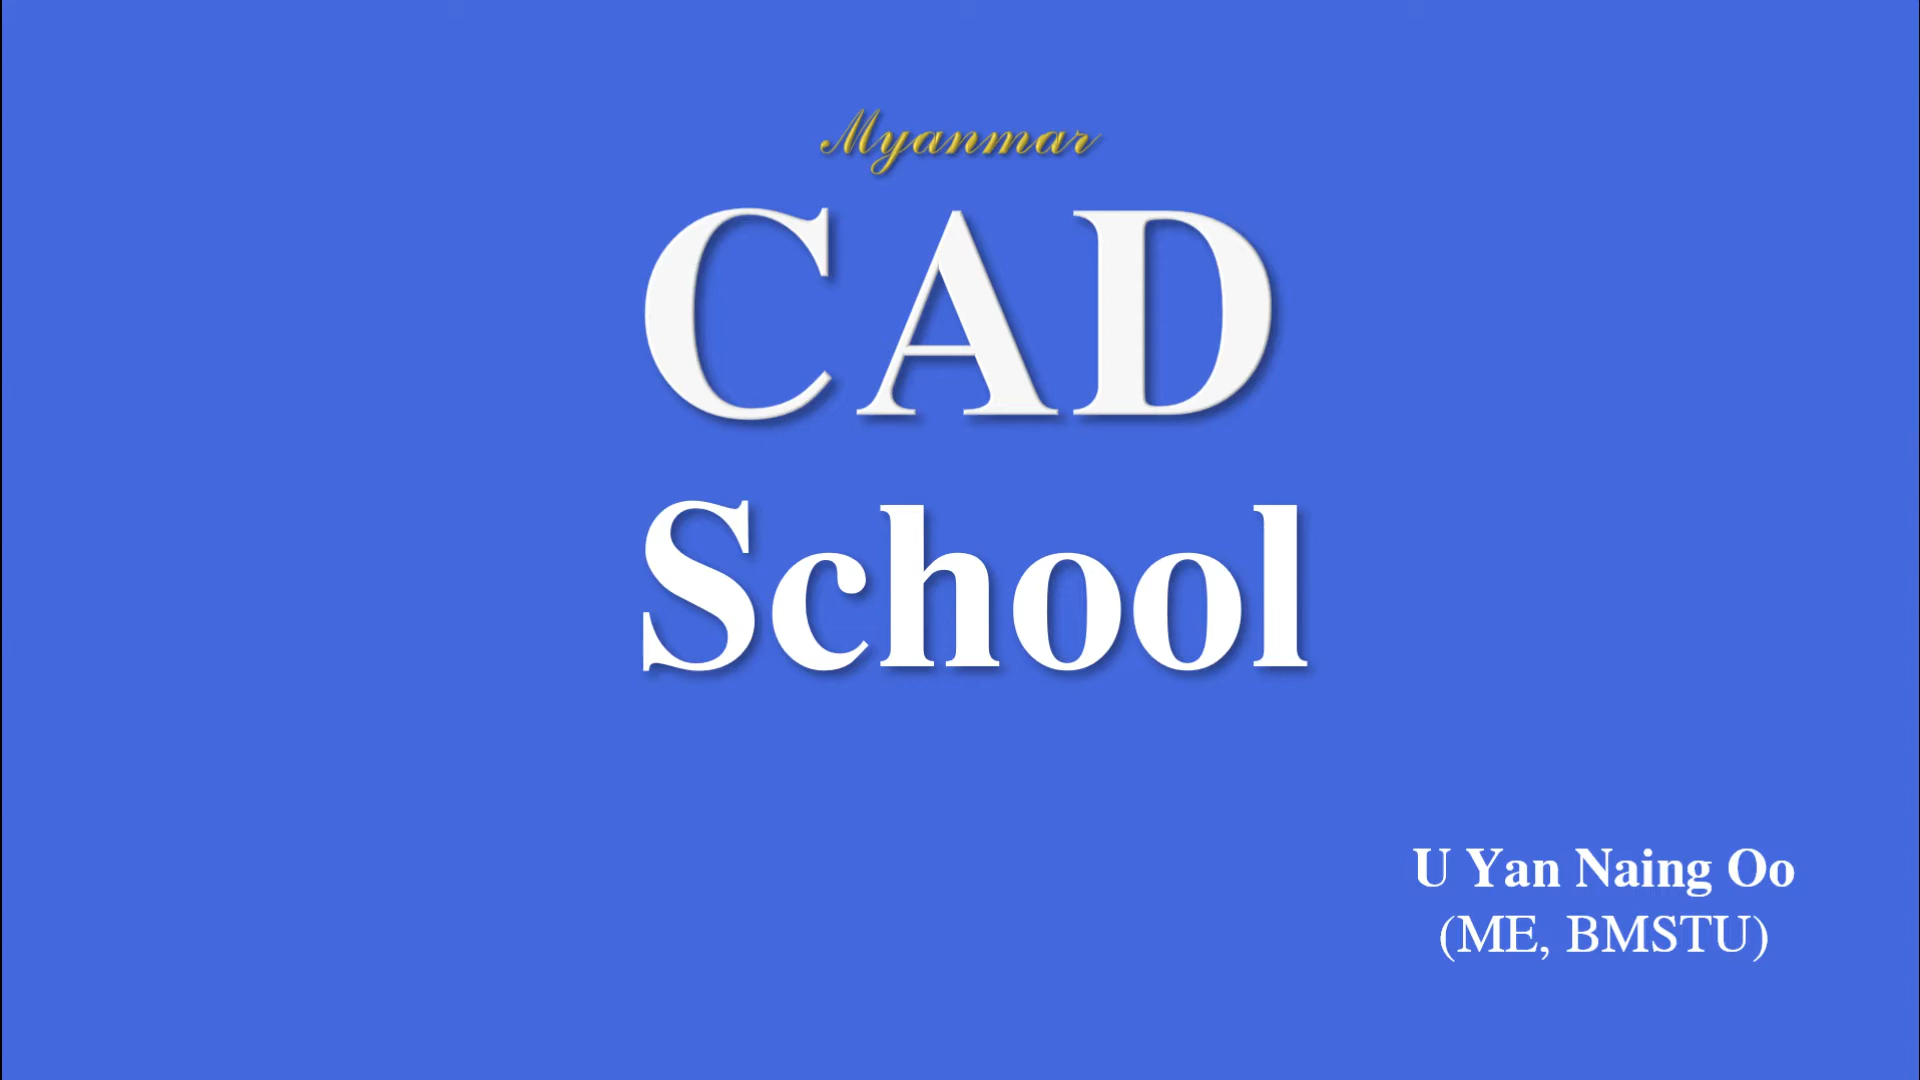 Myanmar
CAD
School
U Yan Naing Oo
(ME, BMSTU)